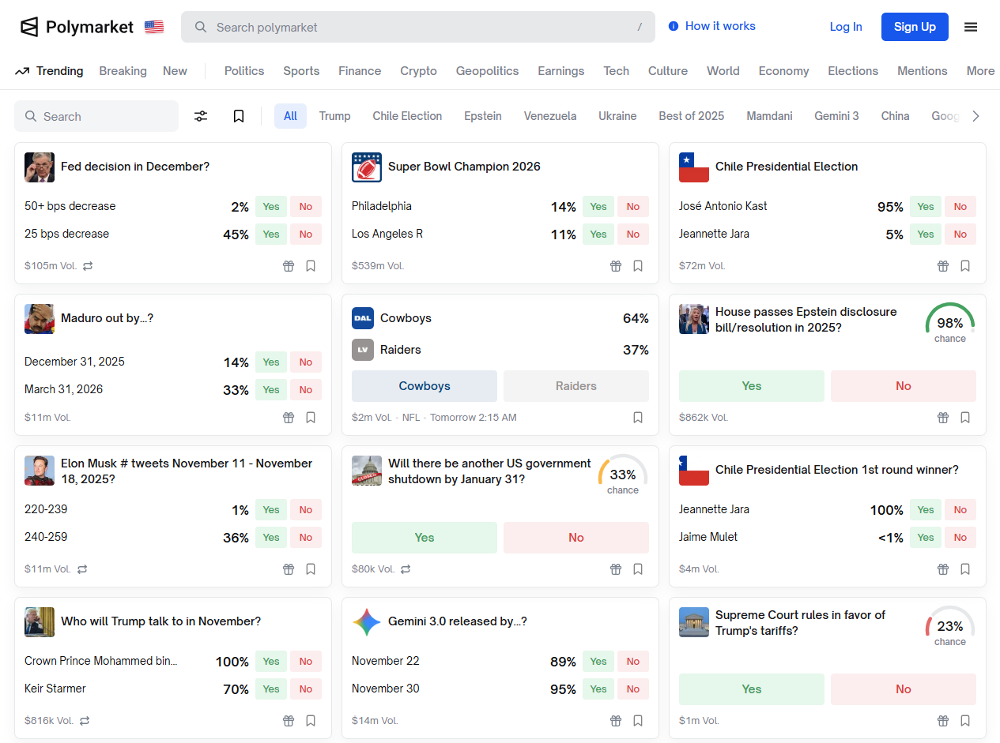 Polymarket
Search polymarket /
How it works
Log In
Sign Up
Trending Breaking New Politics Sports Finance Crypto Geopolitics Earnings Tech Culture World Economy Elections Mentions More
Search
All Trump Chile Election Epstein Venezuela Ukraine Best of 2025 Mamdani Gemini 3 China Goog
Fed decision in December?
50+ bps decrease 2% Yes No
25 bps decrease 45% Yes No
$105m Vol.
Super Bowl Champion 2026
Philadelphia 14% Yes No
Los Angeles R 11% Yes No
$539m Vol.
Chile Presidential Election
José Antonio Kast 95% Yes No
Jeannette Jara 5% Yes No
$72m Vol.
Maduro out by...?
December 31, 2025 14% Yes No
March 31, 2026 33% Yes No
$11m Vol.
DAL Cowboys 64%
LV Raiders 37%
Cowboys Raiders
$2m Vol. · NFL · Tomorrow 2:15 AM
House passes Epstein disclosure
bill/resolution in 2025?
98%
chance
Yes No
$862k Vol.
Elon Musk # tweets November 11 - November
18, 2025?
220-239 1% Yes No
240-259 36% Yes No
$11m Vol.
CLOSED
Will there be another US government
shutdown by January 31?
33%
chance
Yes No
$80k Vol.
Chile Presidential Election 1st round winner?
Jeannette Jara 100% Yes No
Jaime Mulet <1% Yes No
$4m Vol.
Who will Trump talk to in November?
Crown Prince Mohammed bin... 100% Yes No
Keir Starmer 70% Yes No
$816k Vol.
Gemini 3.0 released by...?
November 22 89% Yes No
November 30 95% Yes No
$14m Vol.
Supreme Court rules in favor of
Trump's tariffs?
23%
chance
Yes No
$1m Vol.